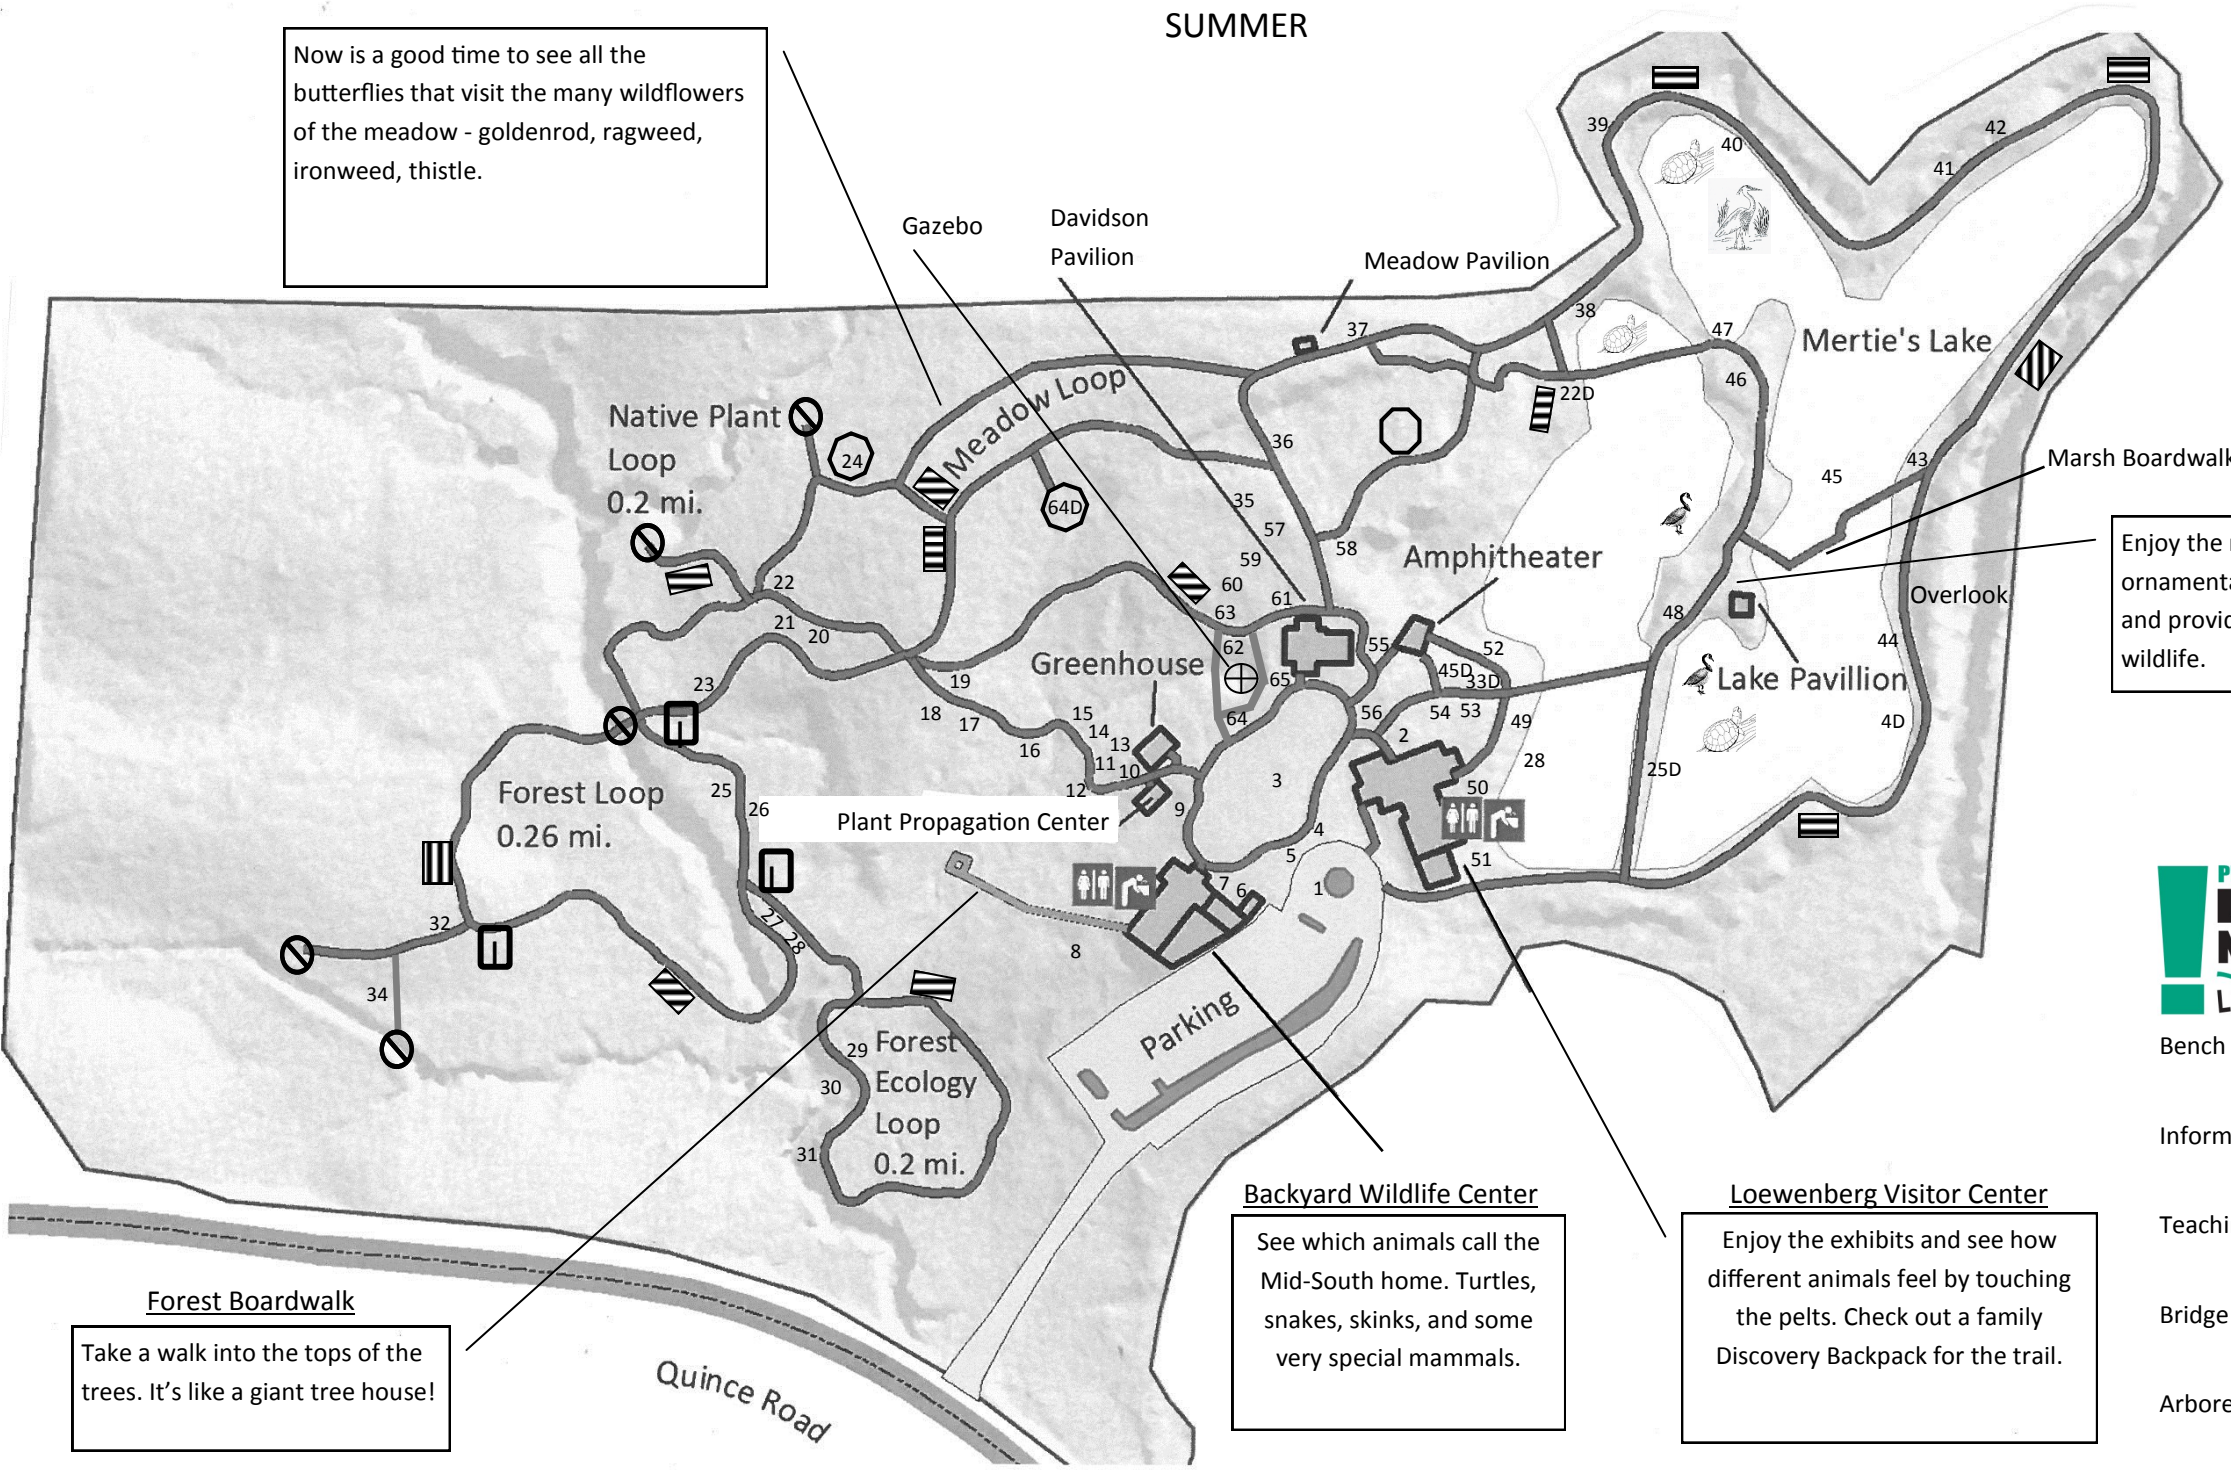 SUMMER
Now is a good time to see all the
butterflies that visit the many wildflowers
of the meadow - goldenrod, ragweed,
ironweed, thistle.
Gazebo
Davidson
Pavilion
Meadow Pavilion
39
40
42
41
37
38
47
Mertie's Lake
46
22D
Meadow Loop
Native Plant
Loop
0.2 mi.
24
36
43
Marsh Boardwalk
45
64D
35
57
58
59
60
Amphitheater
Enjoy the
ornamenta
and provid
wildlife.
22
21
20
63
61
48
Overlook
44
62
55
52
45D
33D
Greenhouse
65
Lake Pavillion
23
19
18
17
16
15
14
13
11
10
12
64
56
2
54
53
49
28
4D
25D
3
50
Forest Loop
0.26 mi.
25
26
Plant Propagation Center
9
4
5
51
7
6
1
8
32
27
28
34
29
30
31
Forest
Ecology
Loop
0.2 mi.
Parking
Bench
Inform
Teachi
Bridge
Arbore
Backyard Wildlife Center
See which animals call the
Mid-South home. Turtles,
snakes, skinks, and some
very special mammals.
Loewenberg Visitor Center
Enjoy the exhibits and see how
different animals feel by touching
the pelts. Check out a family
Discovery Backpack for the trail.
Forest Boardwalk
Take a walk into the tops of the
trees. It’s like a giant tree house!
Quince Road